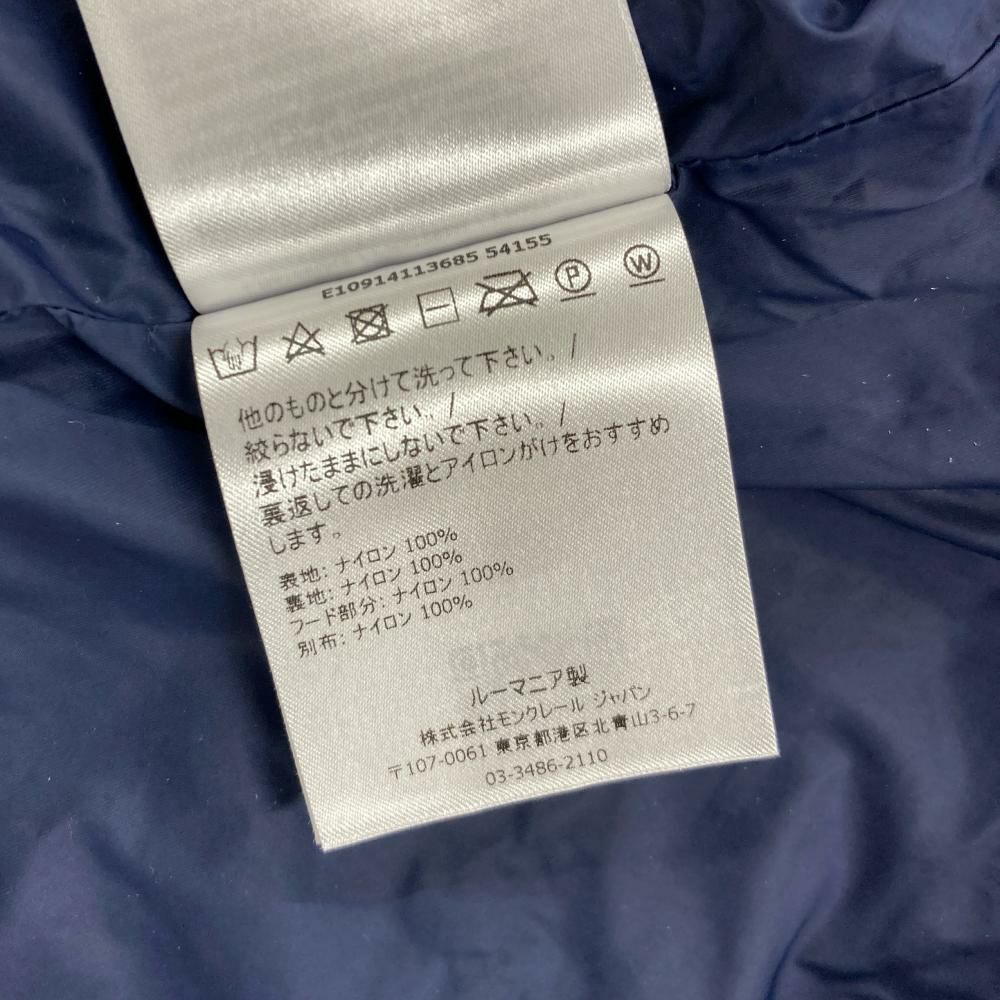 E10914113685 54155
P W
他のものと分けて洗って下さい。/
絞らないで下さい。/
浸けたままにしないで下さい。/
裏返しての洗濯とアイロンがけをおすすめ
します。
表地: ナイロン 100%
裏地: ナイロン 100%
フード部分: ナイロン 100%
別布: ナイロン 100%
ルーマニア製
株式会社モンクレール ジャパン
〒107-0061 東京都港区北青山3-6-7
03-3486-2110